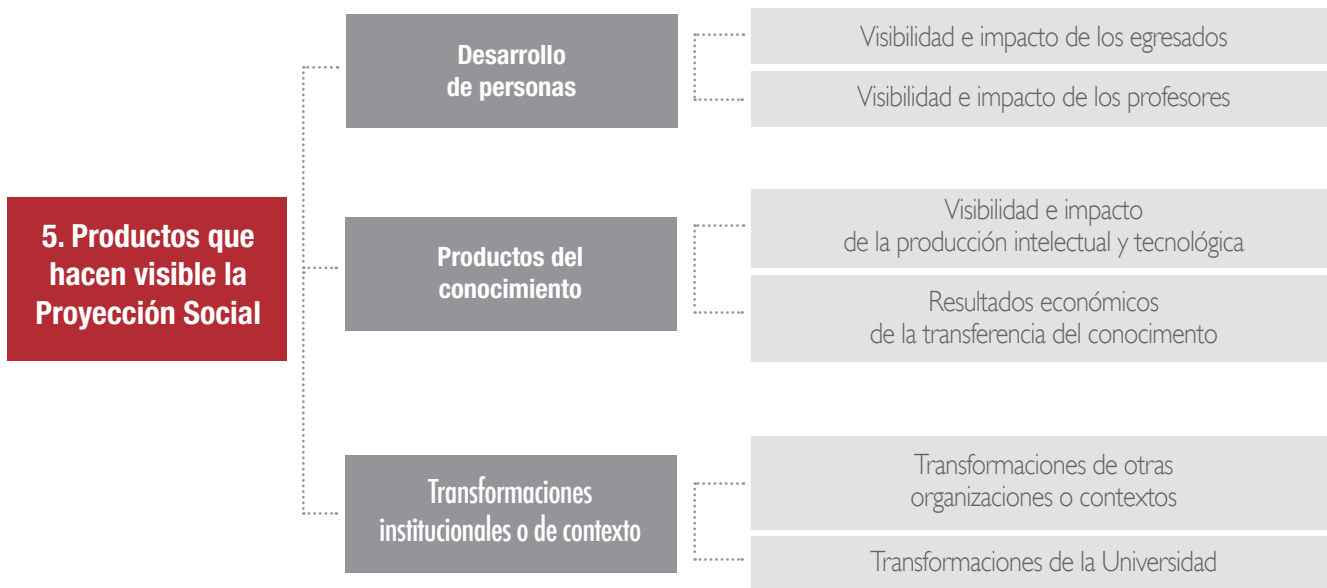 5. Productos que
hacen visible la
Proyección Social
Desarrollo
de personas
Visibilidad e impacto de los egresados
Visibilidad e impacto de los profesores
Productos del
conocimiento
Visibilidad e impacto
de la producción intelectual y tecnológica
Resultados económicos
de la transferencia del conocimento
Transformaciones
institucionales o de contexto
Transformaciones de otras
organizaciones o contextos
Transformaciones de la Universidad